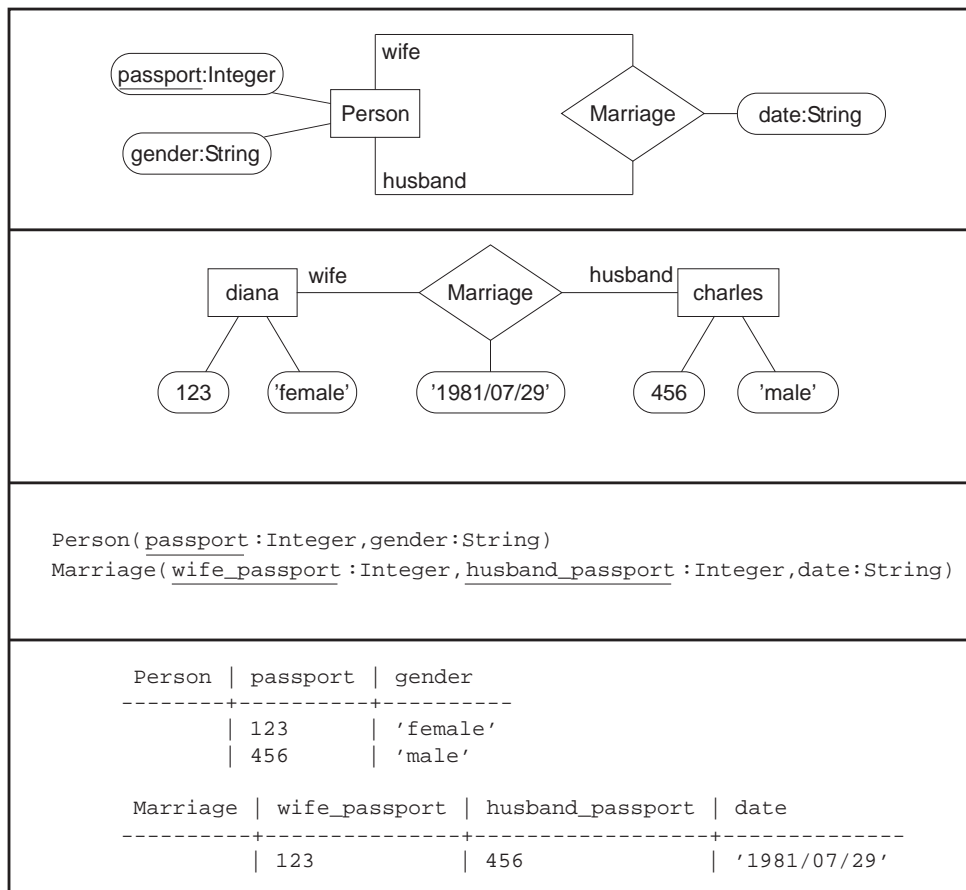 wife
passport:Integer
Person
Marriage
date:String
gender:String
husband
diana
wife
Marriage
husband
charles
123
'female'
'1981/07/29'
456
'male'
Person(passport:Integer,gender:String)
Marriage(wife_passport:Integer,husband_passport:Integer,date:String)
Person | passport | gender
--------+----------+----------
| 123 | 'female'
| 456 | 'male'
Marriage | wife_passport | husband_passport | date
----------+---------------+------------------+--------------
| 123 | 456 | '1981/07/29'